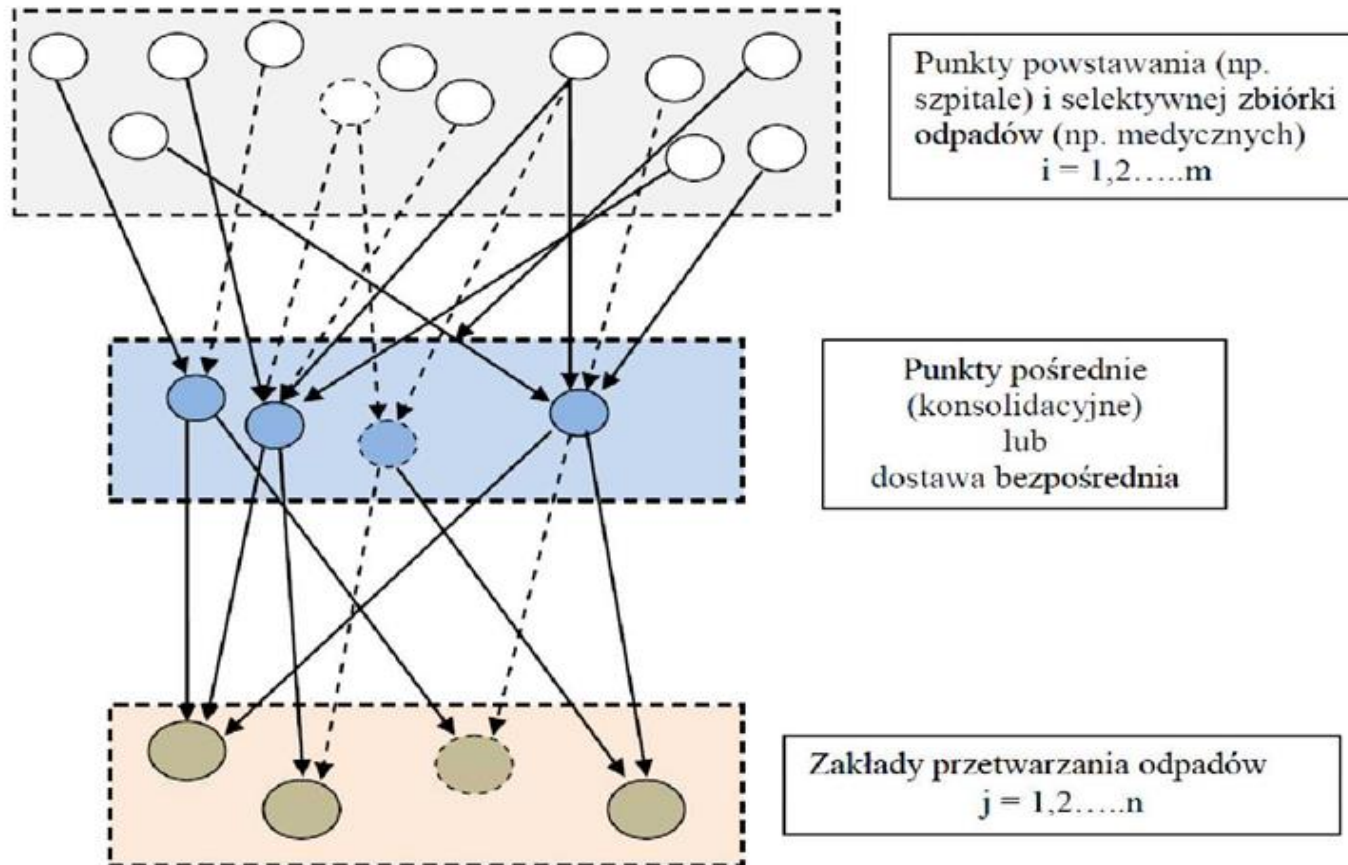 Punkty powstawania (np.
szpitale) i selektywnej zbiórki
odpadów (np. medycznych)
i = 1,2.....m
Punkty pośrednie
(konsolidacyjne)
lub
dostawa bezpośrednia
Zakłady przetwarzania odpadów
j = 1,2.....n